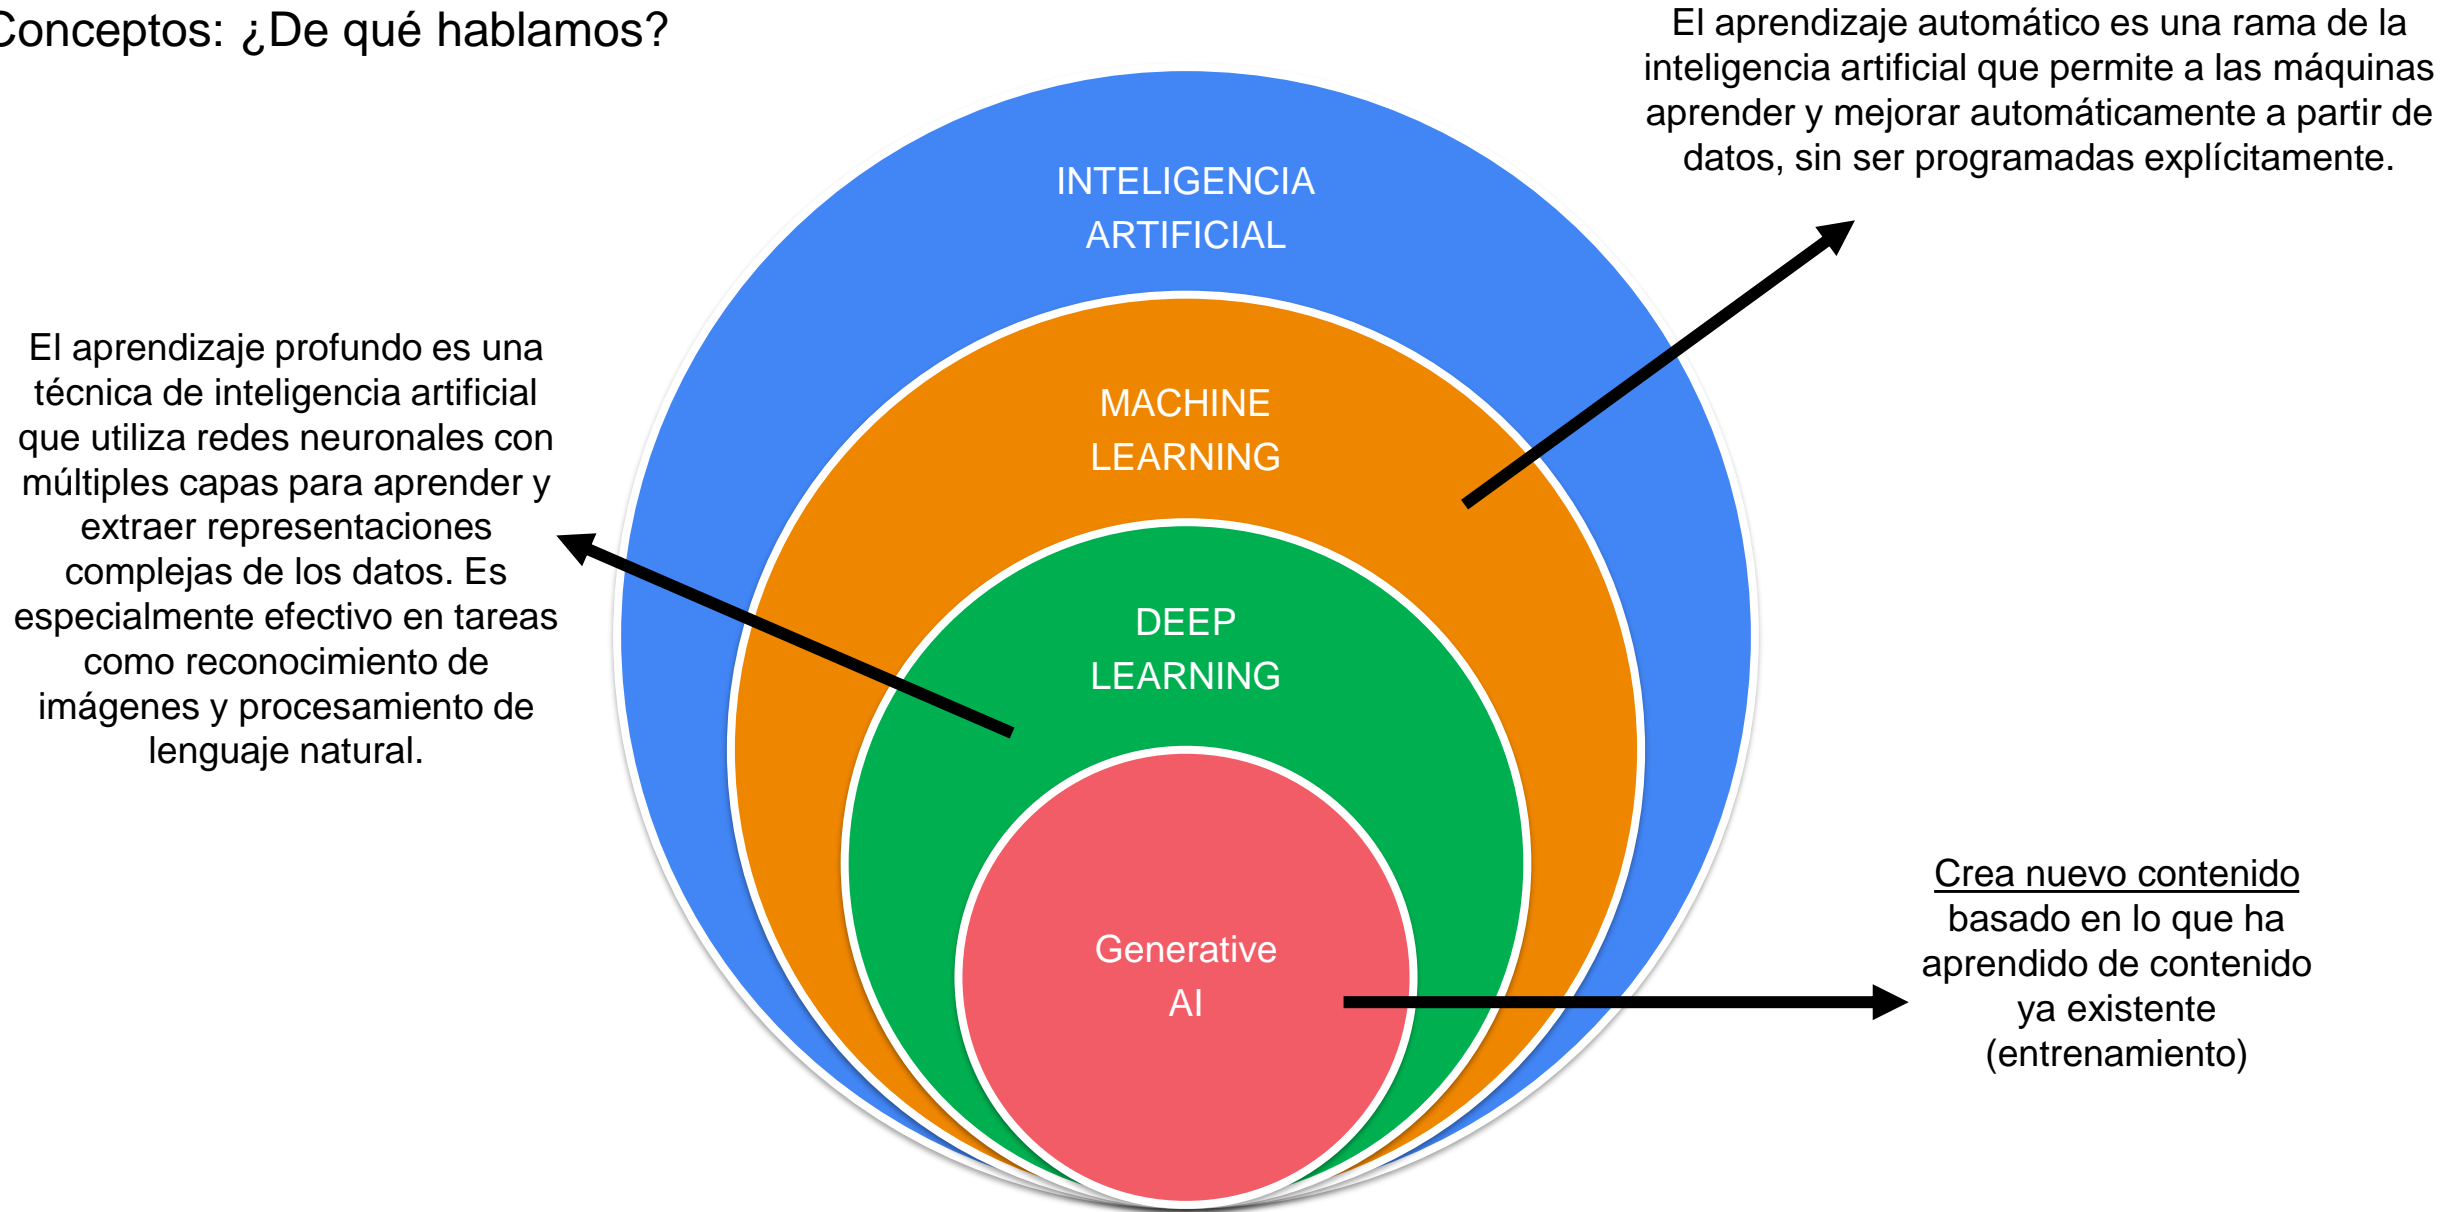 Conceptos: ¿De qué hablamos?
El aprendizaje automático es una rama de la
inteligencia artificial que permite a las máquinas
aprender y mejorar automáticamente a partir de
datos, sin ser programadas explícitamente.
INTELIGENCIA
ARTIFICIAL
El aprendizaje profundo es una
técnica de inteligencia artificial
que utiliza redes neuronales con
múltiples capas para aprender y
extraer representaciones
complejas de los datos. Es
especialmente efectivo en tareas
como reconocimiento de
imágenes y procesamiento de
lenguaje natural.
MACHINE
LEARNING
DEEP
LEARNING
Generative
AI
Crea nuevo contenido
basado en lo que ha
aprendido de contenido
ya existente
(entrenamiento)